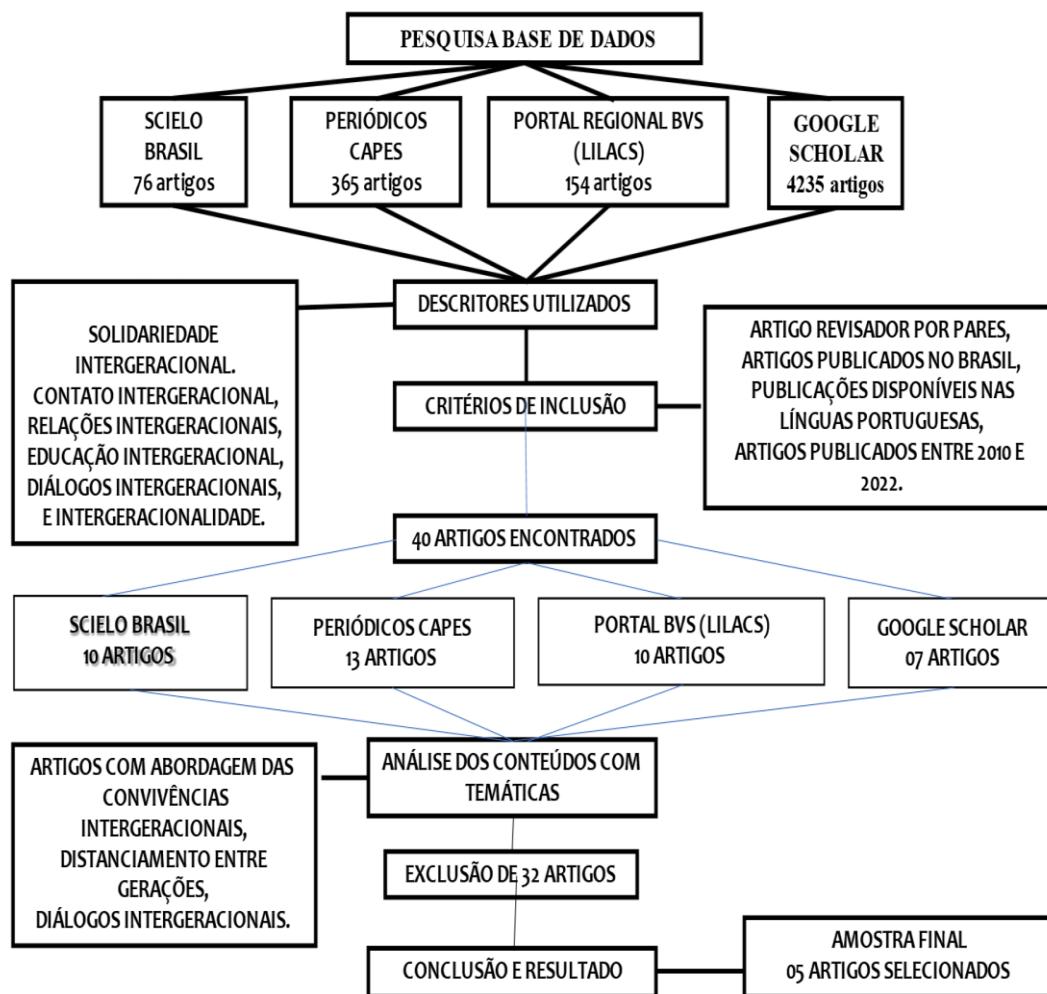 PESQUISA BASE DE DADOS
SCIELO
BRASIL
76 artigos
PERIÓDICOS
CAPES
365 artigos
PORTAL REGIONAL BVS
(LILACS)
154 artigos
GOOGLE
SCHOLAR
4235 artigos
DESCRITORES UTILIZADOS
SOLIDARIEDADE
INTERGERACIONAL.
CONTATO INTERGERACIONAL,
RELAÇÕES INTERGERACIONAIS,
EDUCAÇÃO INTERGERACIONAL,
DIÁLOGOS INTERGERACIONAIS,
E INTERGERACIONALIDADE.
CRITÉRIOS DE INCLUSÃO
ARTIGO REVISADOR POR PARES,
ARTIGOS PUBLICADOS NO BRASIL,
PUBLICAÇÕES DISPONÍVEIS NAS
LÍNGUAS PORTUGUESAS,
ARTIGOS PUBLICADOS ENTRE 2010 E
2022.
40 ARTIGOS ENCONTRADOS
SCIELO BRASIL
10 ARTIGOS
PERIÓDICOS CAPES
13 ARTIGOS
PORTAL BVS (LILACS)
10 ARTIGOS
GOOGLE SCHOLAR
07 ARTIGOS
ANÁLISE DOS CONTEÚDOS COM
TEMÁTICAS
ARTIGOS COM ABORDAGEM DAS
CONVIVÊNCIAS
INTERGERACIONAIS,
DISTANCIAMENTO ENTRE
GERAÇÕES,
DIÁLOGOS INTERGERACIONAIS.
EXCLUSÃO DE 32 ARTIGOS
CONCLUSÃO E RESULTADO
AMOSTRA FINAL
05 ARTIGOS SELECIONADOS